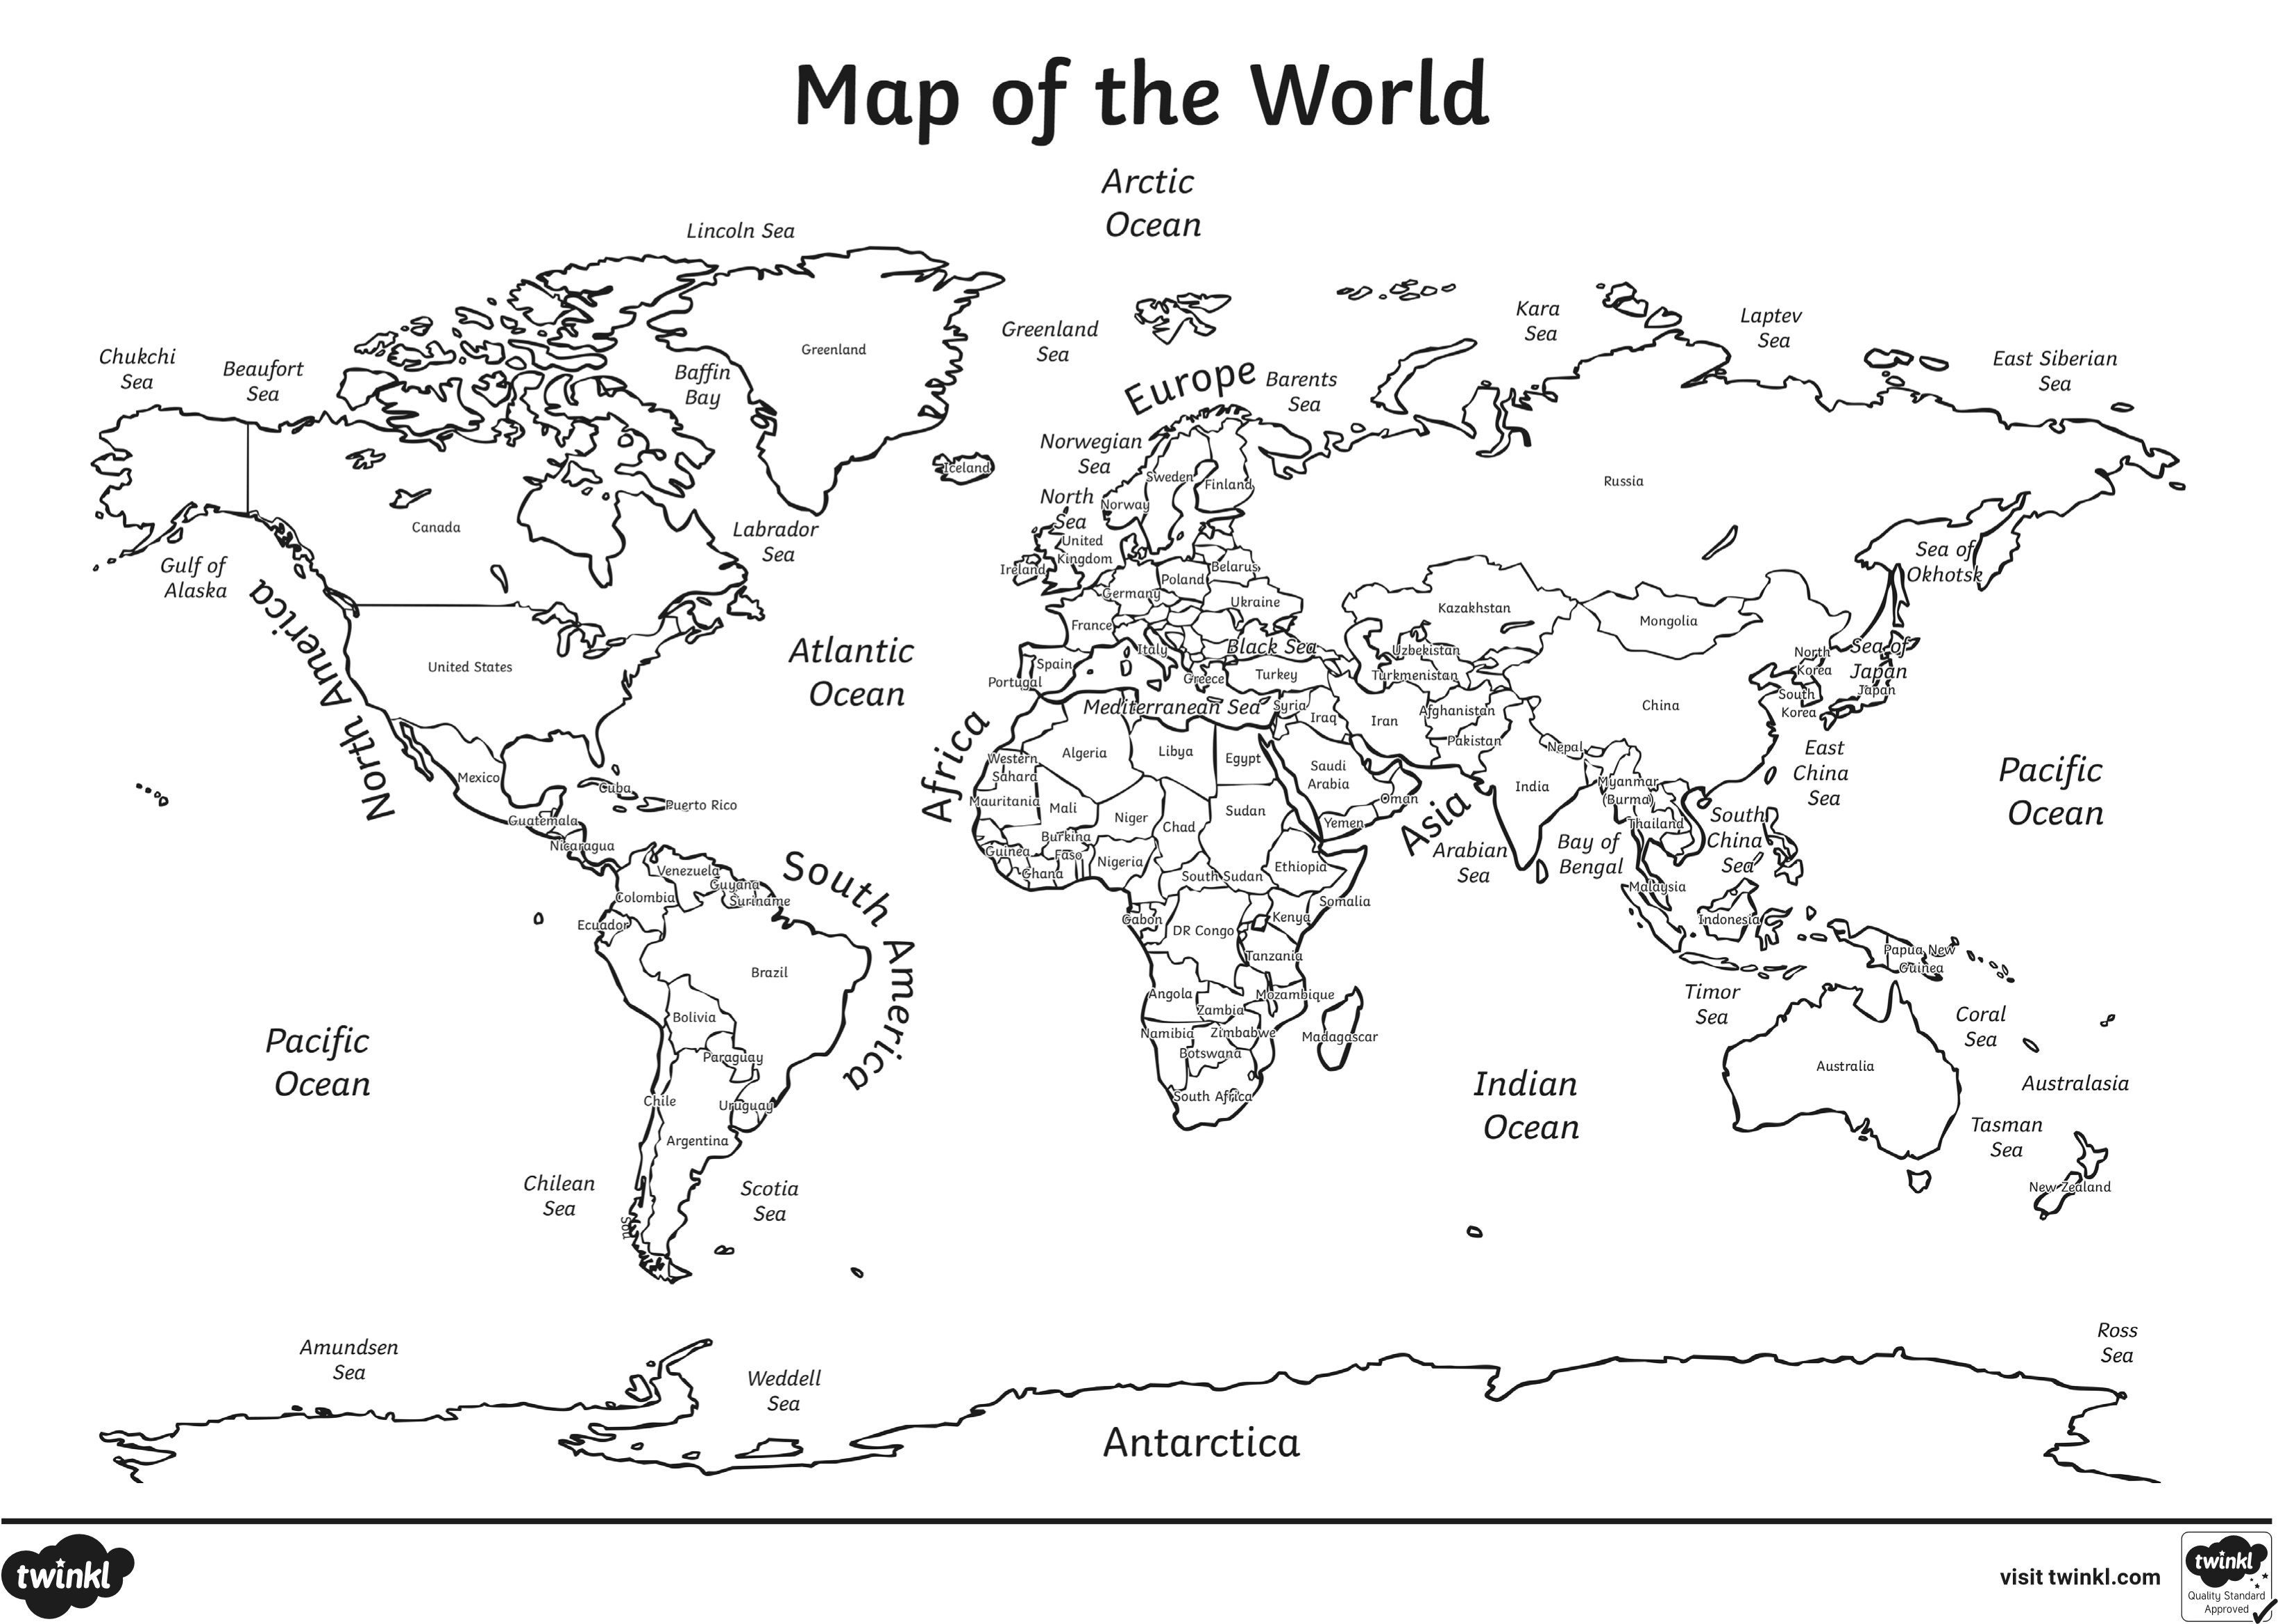 Map of the World
Arctic
Ocean
Lincoln Sea
Greenland
Sea
Kara
Sea
Laptev
Sea
East Siberian
Sea
Chukchi
Sea
Beaufort
Sea
Baffin
Bay
Greenland
Europe
Barents
Sea
Norwegian
Sea
Iceland
Sweden
Finland
Norway
Russia
North
Sea
Canada
Labrador
Sea
United
Kingdom
Ireland
Gulf of
Alaska
Sea of
Okhotsk
Belarus
Poland
Germany
Ukraine
France
Kazakhstan
Mongolia
North America
United States
Atlantic
Ocean
Italy
Black Sea
Uzbekistan
Spain
Portugal
Greece
Turkey
Turkmenistan
North
Korea
South
Korea
Sea of
Japan
Japan
Mediterranean Sea
Syria
Iraq
Iran
Afghanistan
Pakistan
China
Nepal
Africa
Algeria
Libya
Egypt
Western
Sahara
Saudi
Arabia
India
Myanmar
(Burma)
East
China
Sea
Pacific
Ocean
Mexico
Cuba
Puerto Rico
Guatemala
Nicaragua
Mauritania
Mali
Niger
Chad
Sudan
Oman
Yemen
Asia
Arabian
Sea
Bay of
Bengal
Thailand
South
China
Sea
Burkina
Faso
Guinea
Ghana
Nigeria
South Sudan
Ethiopia
Somalia
Malaysia
Indonesia
Venezuela
Guyana
Suriname
Colombia
Ecuador
South America
Gabon
DR Congo
Kenya
Tanzania
Papua New
Guinea
Brazil
Bolivia
Angola
Zambia
Mozambique
Namibia
Zimbabwe
Botswana
Madagascar
South Africa
Timor
Sea
Coral
Sea
Australia
Australasia
Tasman
Sea
New Zealand
Pacific
Ocean
Indian
Ocean
Paraguay
Chile
Uruguay
Argentina
Chilean
Sea
Scotia
Sea
Sou
Amundsen
Sea
Weddell
Sea
Ross
Sea
Antarctica
twinkl
visit twinkl.com
twinkl
Quality Standard
Approved